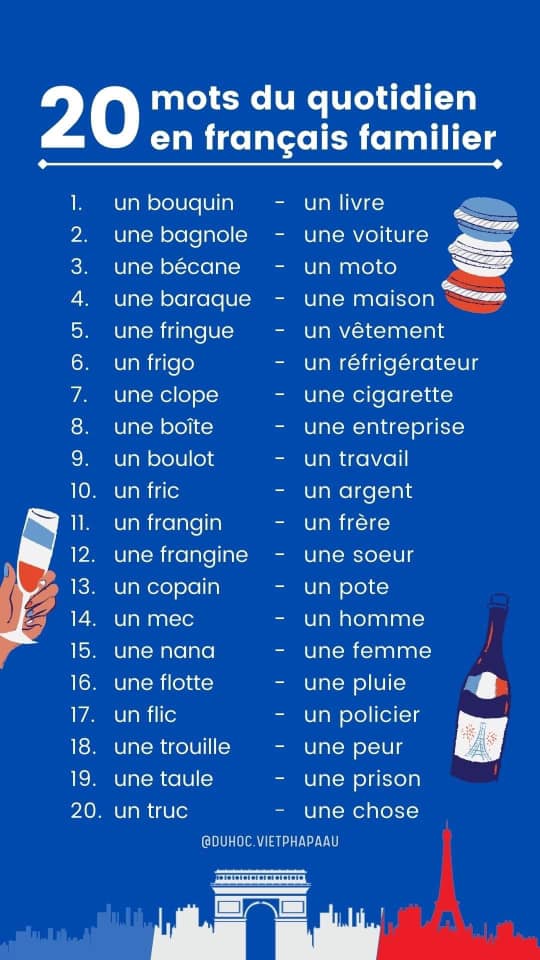 20 mots du quotidien
en français familier
1. un bouquin - un livre
2. une bagnole - une voiture
3. une bécane - un moto
4. une baraque - une maison
5. une fringue - un vêtement
6. un frigo - un réfrigérateur
7. une clope - une cigarette
8. une boîte - une entreprise
9. un boulot - un travail
10. un fric - un argent
11. un frangin - un frère
12. une frangine - une soeur
13. un copain - un pote
14. un mec - un homme
15. une nana - une femme
16. une flotte - une pluie
17. un flic - un policier
18. une trouille - une peur
19. une taule - une prison
20. un truc - une chose
@DUHOC.VIETPHAPAAU